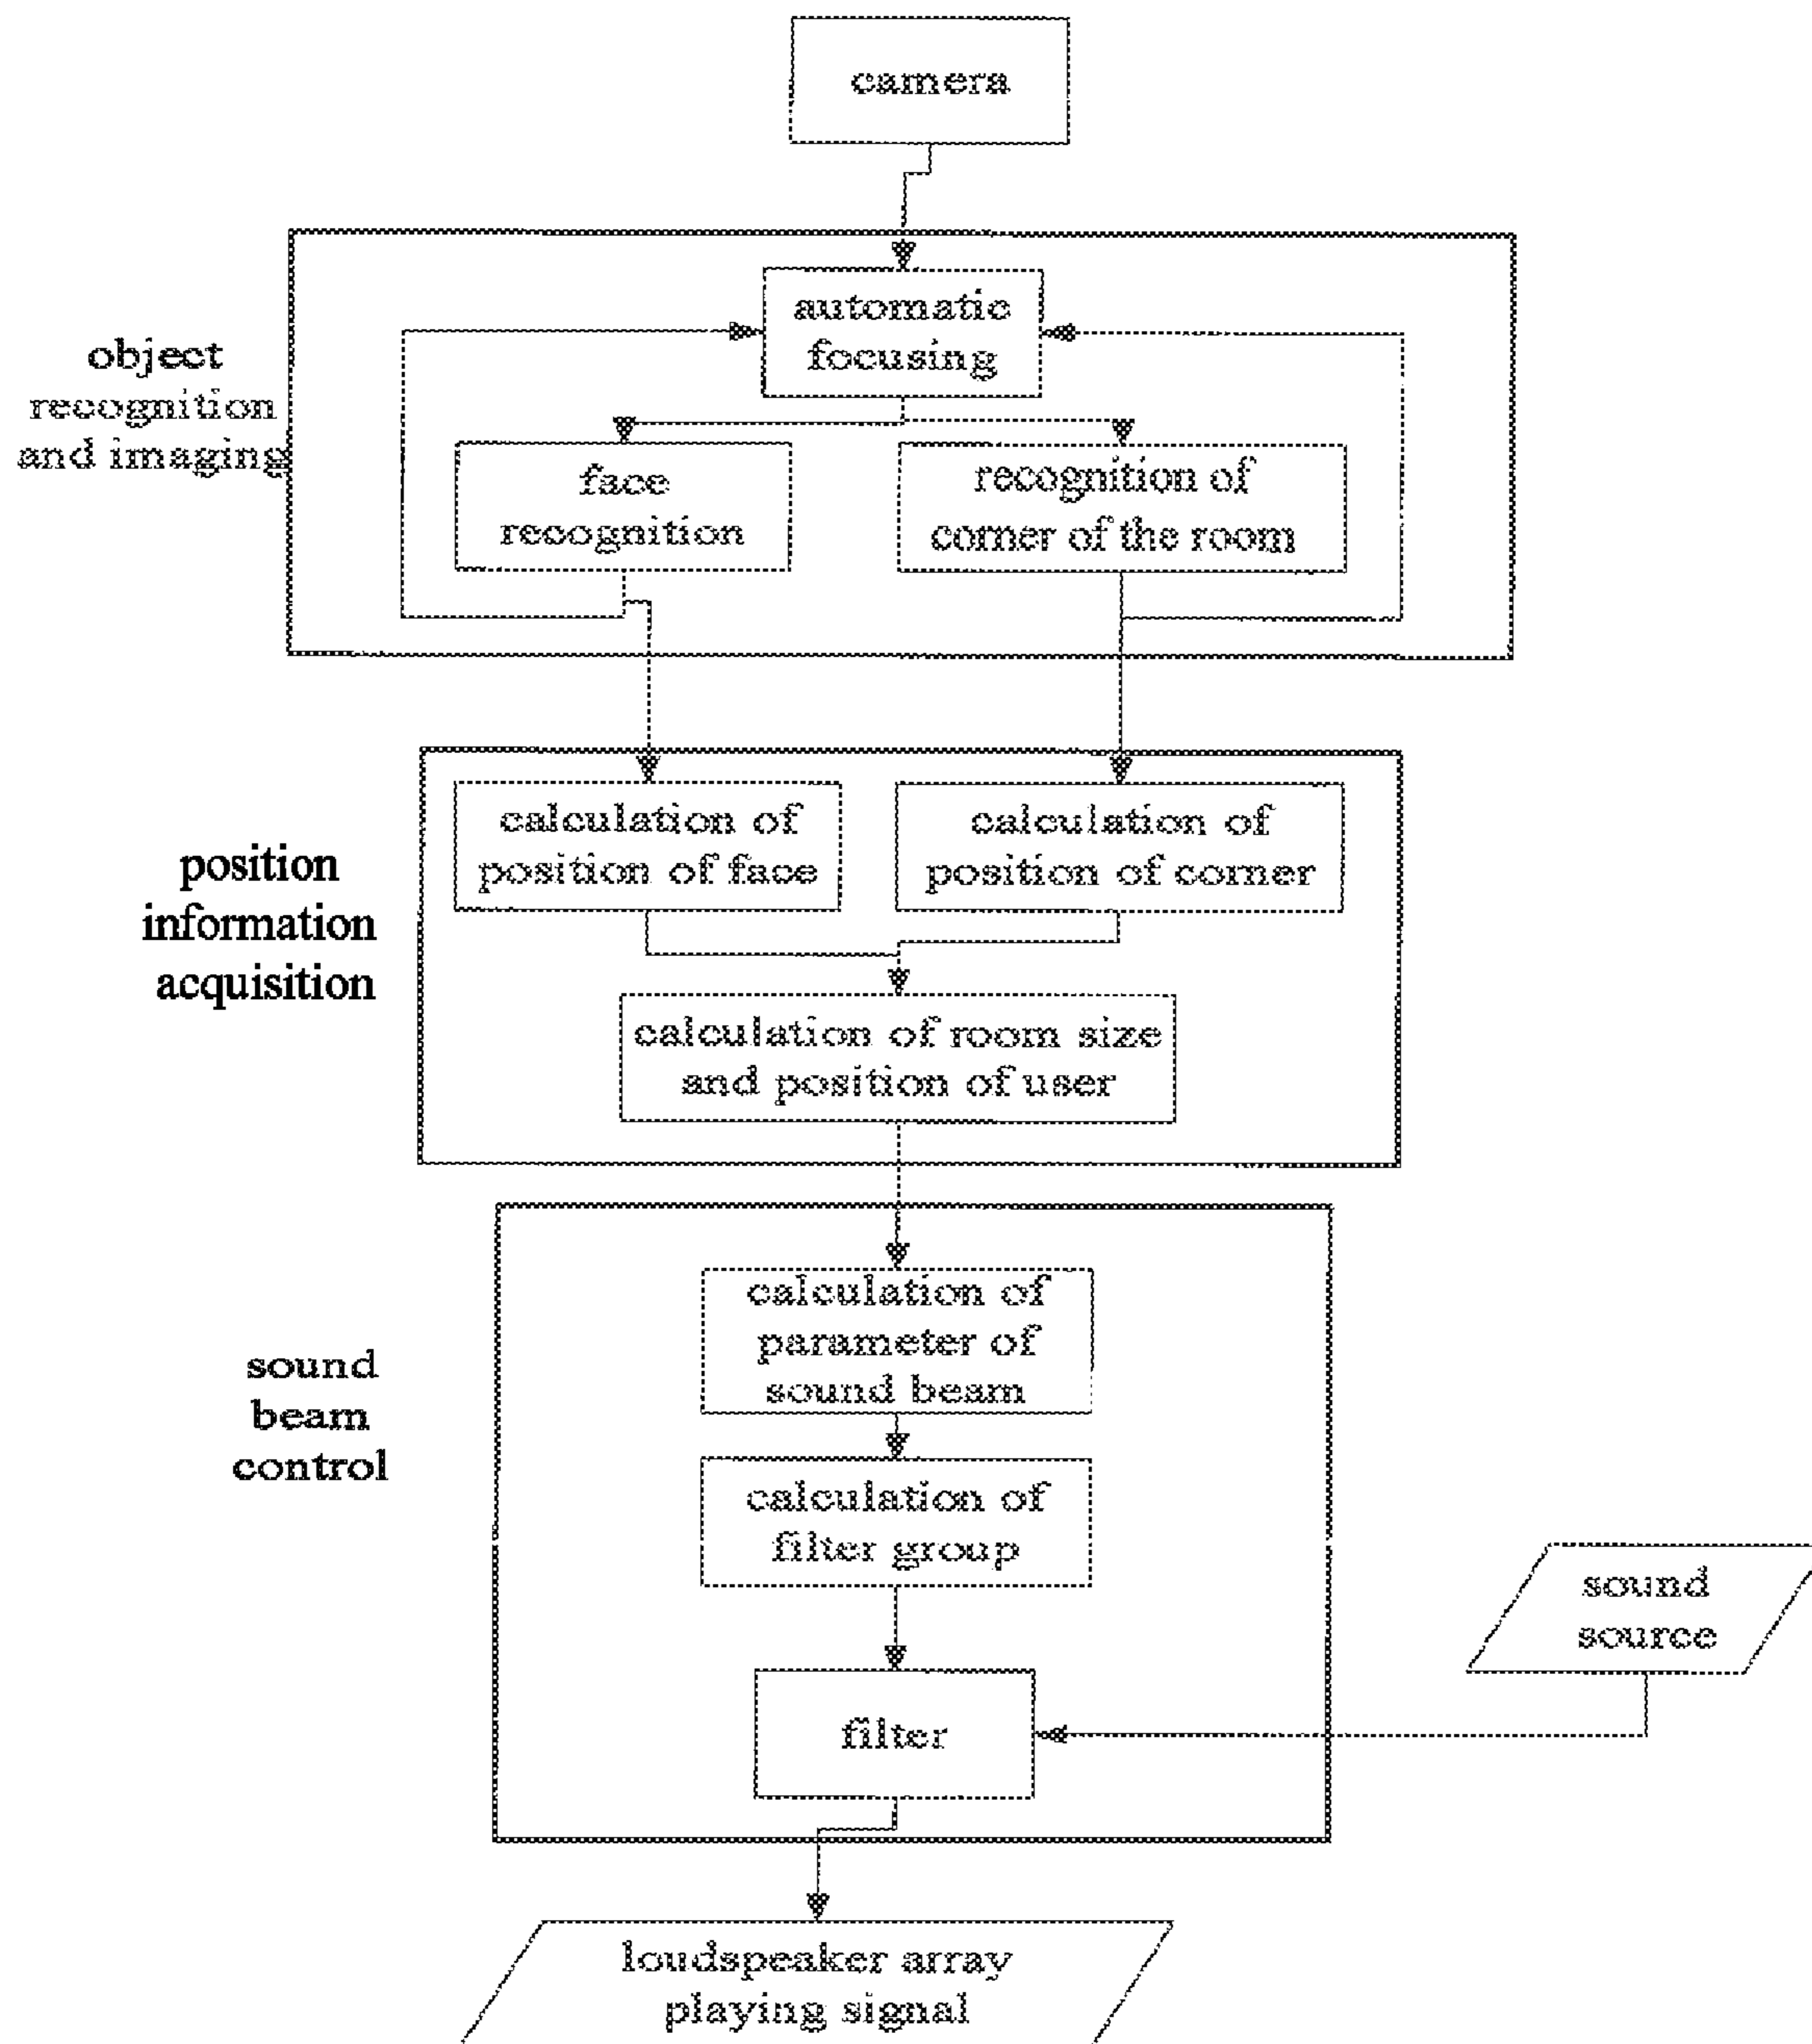 camera
automatic
focusing
object
recognition
and imaging
face
recognition
recognition of
corner of the room
calculation of
position of face
calculation of
position of corner
position
information
acquisition
calculation of room size
and position of user
calculation of
parameter of
sound beam
sound
beam
control
calculation of
filter group
sound
source
filter
loudspeaker array
playing signal